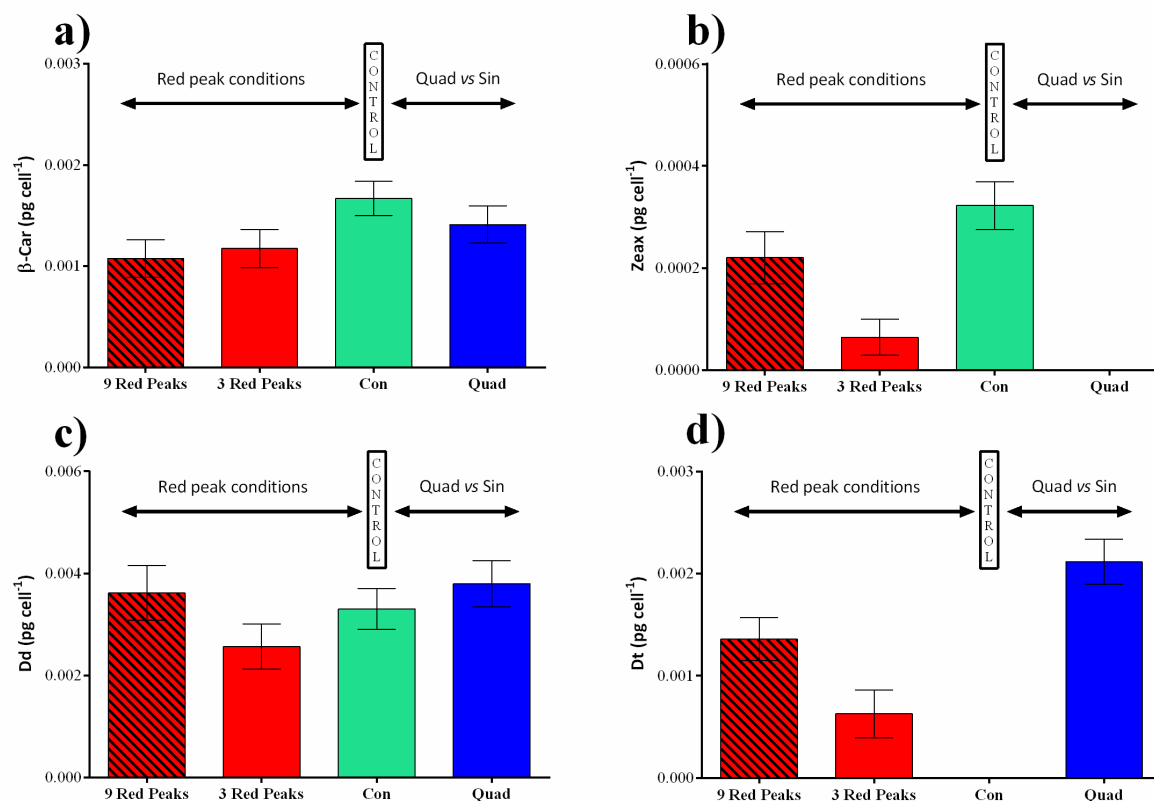 a)
CONTROL
Red peak conditions
Quad vs Sin
β-Car (pg cell⁻¹)
0.003
0.002
0.001
0.000
9 Red Peaks
3 Red Peaks
Con
Quad
b)
CONTROL
Red peak conditions
Quad vs Sin
Zeax (pg cell⁻¹)
0.0006
0.0004
0.0002
0.0000
9 Red Peaks
3 Red Peaks
Con
Quad
c)
CONTROL
Red peak conditions
Quad vs Sin
Dd (pg cell⁻¹)
0.006
0.004
0.002
0.000
9 Red Peaks
3 Red Peaks
Con
Quad
d)
CONTROL
Red peak conditions
Quad vs Sin
Dt (pg cell⁻¹)
0.003
0.002
0.001
0.000
9 Red Peaks
3 Red Peaks
Con
Quad